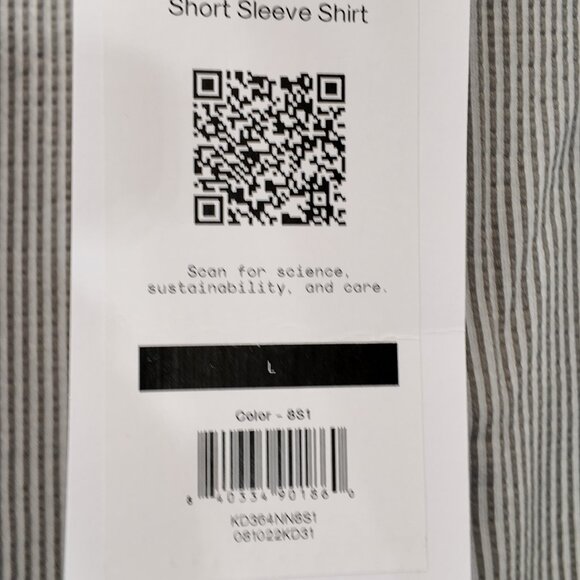 Short Sleeve Shirt
Scan for science,
sustainability, and care.
L
Color - 8S1
8 40334 90186 0
KD364NN8S1
081022KD31